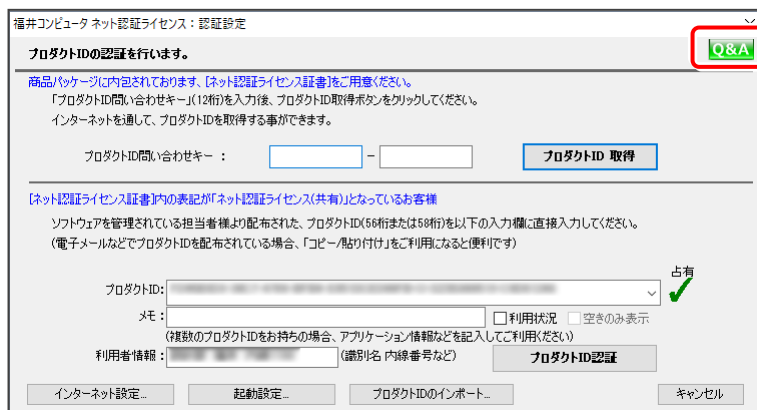 福井コンピュータ ネット認証ライセンス：認証設定
プロダクトIDの認証を行います。
Q&A
商品パッケージに内包されております、[ネット認証ライセンス証書]をご用意ください。
「プロダクトID問い合わせキー」(12桁)を入力後、プロダクトID取得ボタンをクリックしてください。
インターネットを通して、プロダクトIDを取得する事ができます。
プロダクトID問い合わせキー ： － プロダクトID 取得
[ネット認証ライセンス証書]内の表記が「ネット認証ライセンス(共有)」となっているお客様
ソフトウェアを管理されている担当者様より配布された、プロダクトID(56桁または58桁)を以下の入力欄に直接入力してください。
(電子メールなどでプロダクトIDを配布されている場合、「コピー/貼り付け」をご利用になると便利です)
占有
プロダクトID:
メモ： 利用状況 空きのみ表示
(複数のプロダクトIDをお持ちの場合、アプリケーション情報などを記入してご利用ください)
利用者情報： (識別名 内線番号など) プロダクトID認証
インターネット設定... 起動設定... プロダクトIDのインポート... キャンセル